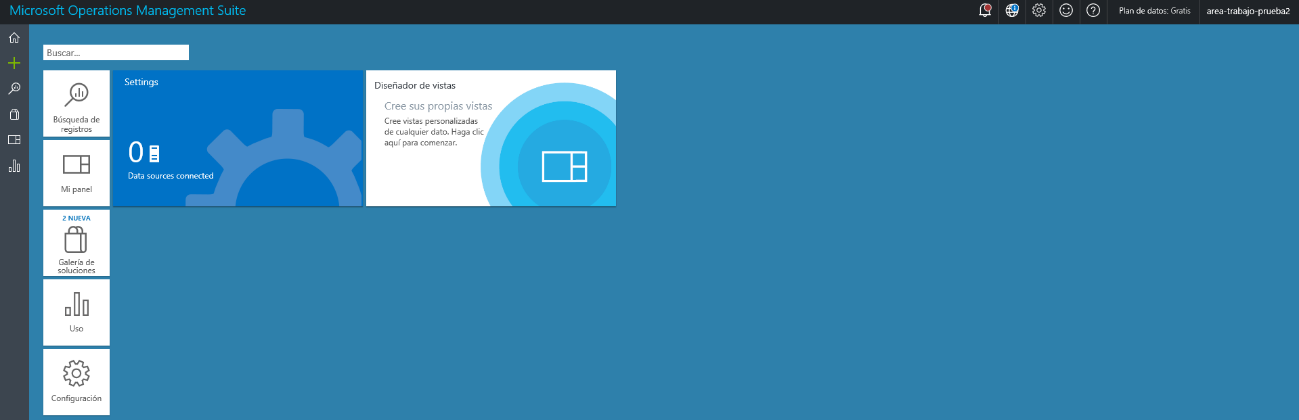 Microsoft Operations Management Suite
1
Plan de datos: Gratis
area-trabajo-prueba2
Buscar...
Búsqueda de
registros
Settings
0
Data sources connected
Diseñador de vistas
Cree sus propias vistas
Cree vistas personalizadas
de cualquier dato. Haga clic
aquí para comenzar.
Mi panel
2 NUEVA
Galería de
soluciones
Uso
Configuración